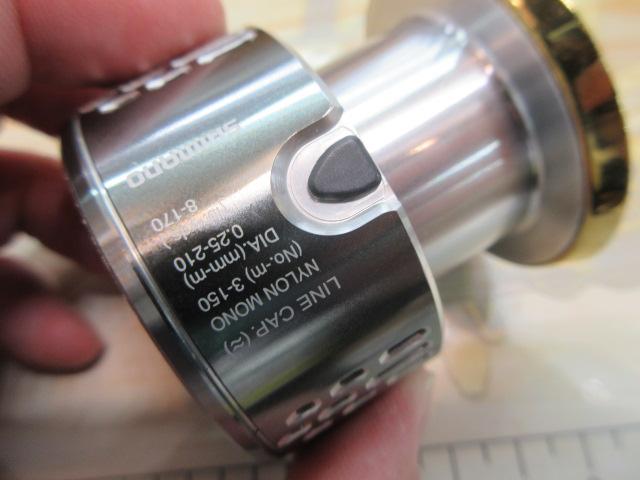 SHIMANO
LINE CAP. (≈)
NYLON MONO
(No.-m) 3-150
DIA.(mm-m)
0.25-210
8-170